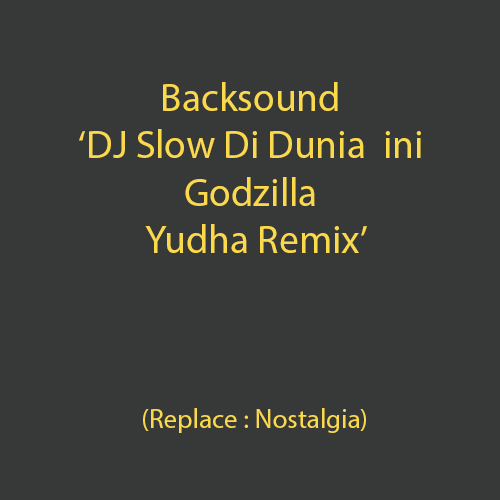 Backsound
‘DJ Slow Di Dunia  ini
Godzilla
Yudha Remix’
(Replace : Nostalgia)